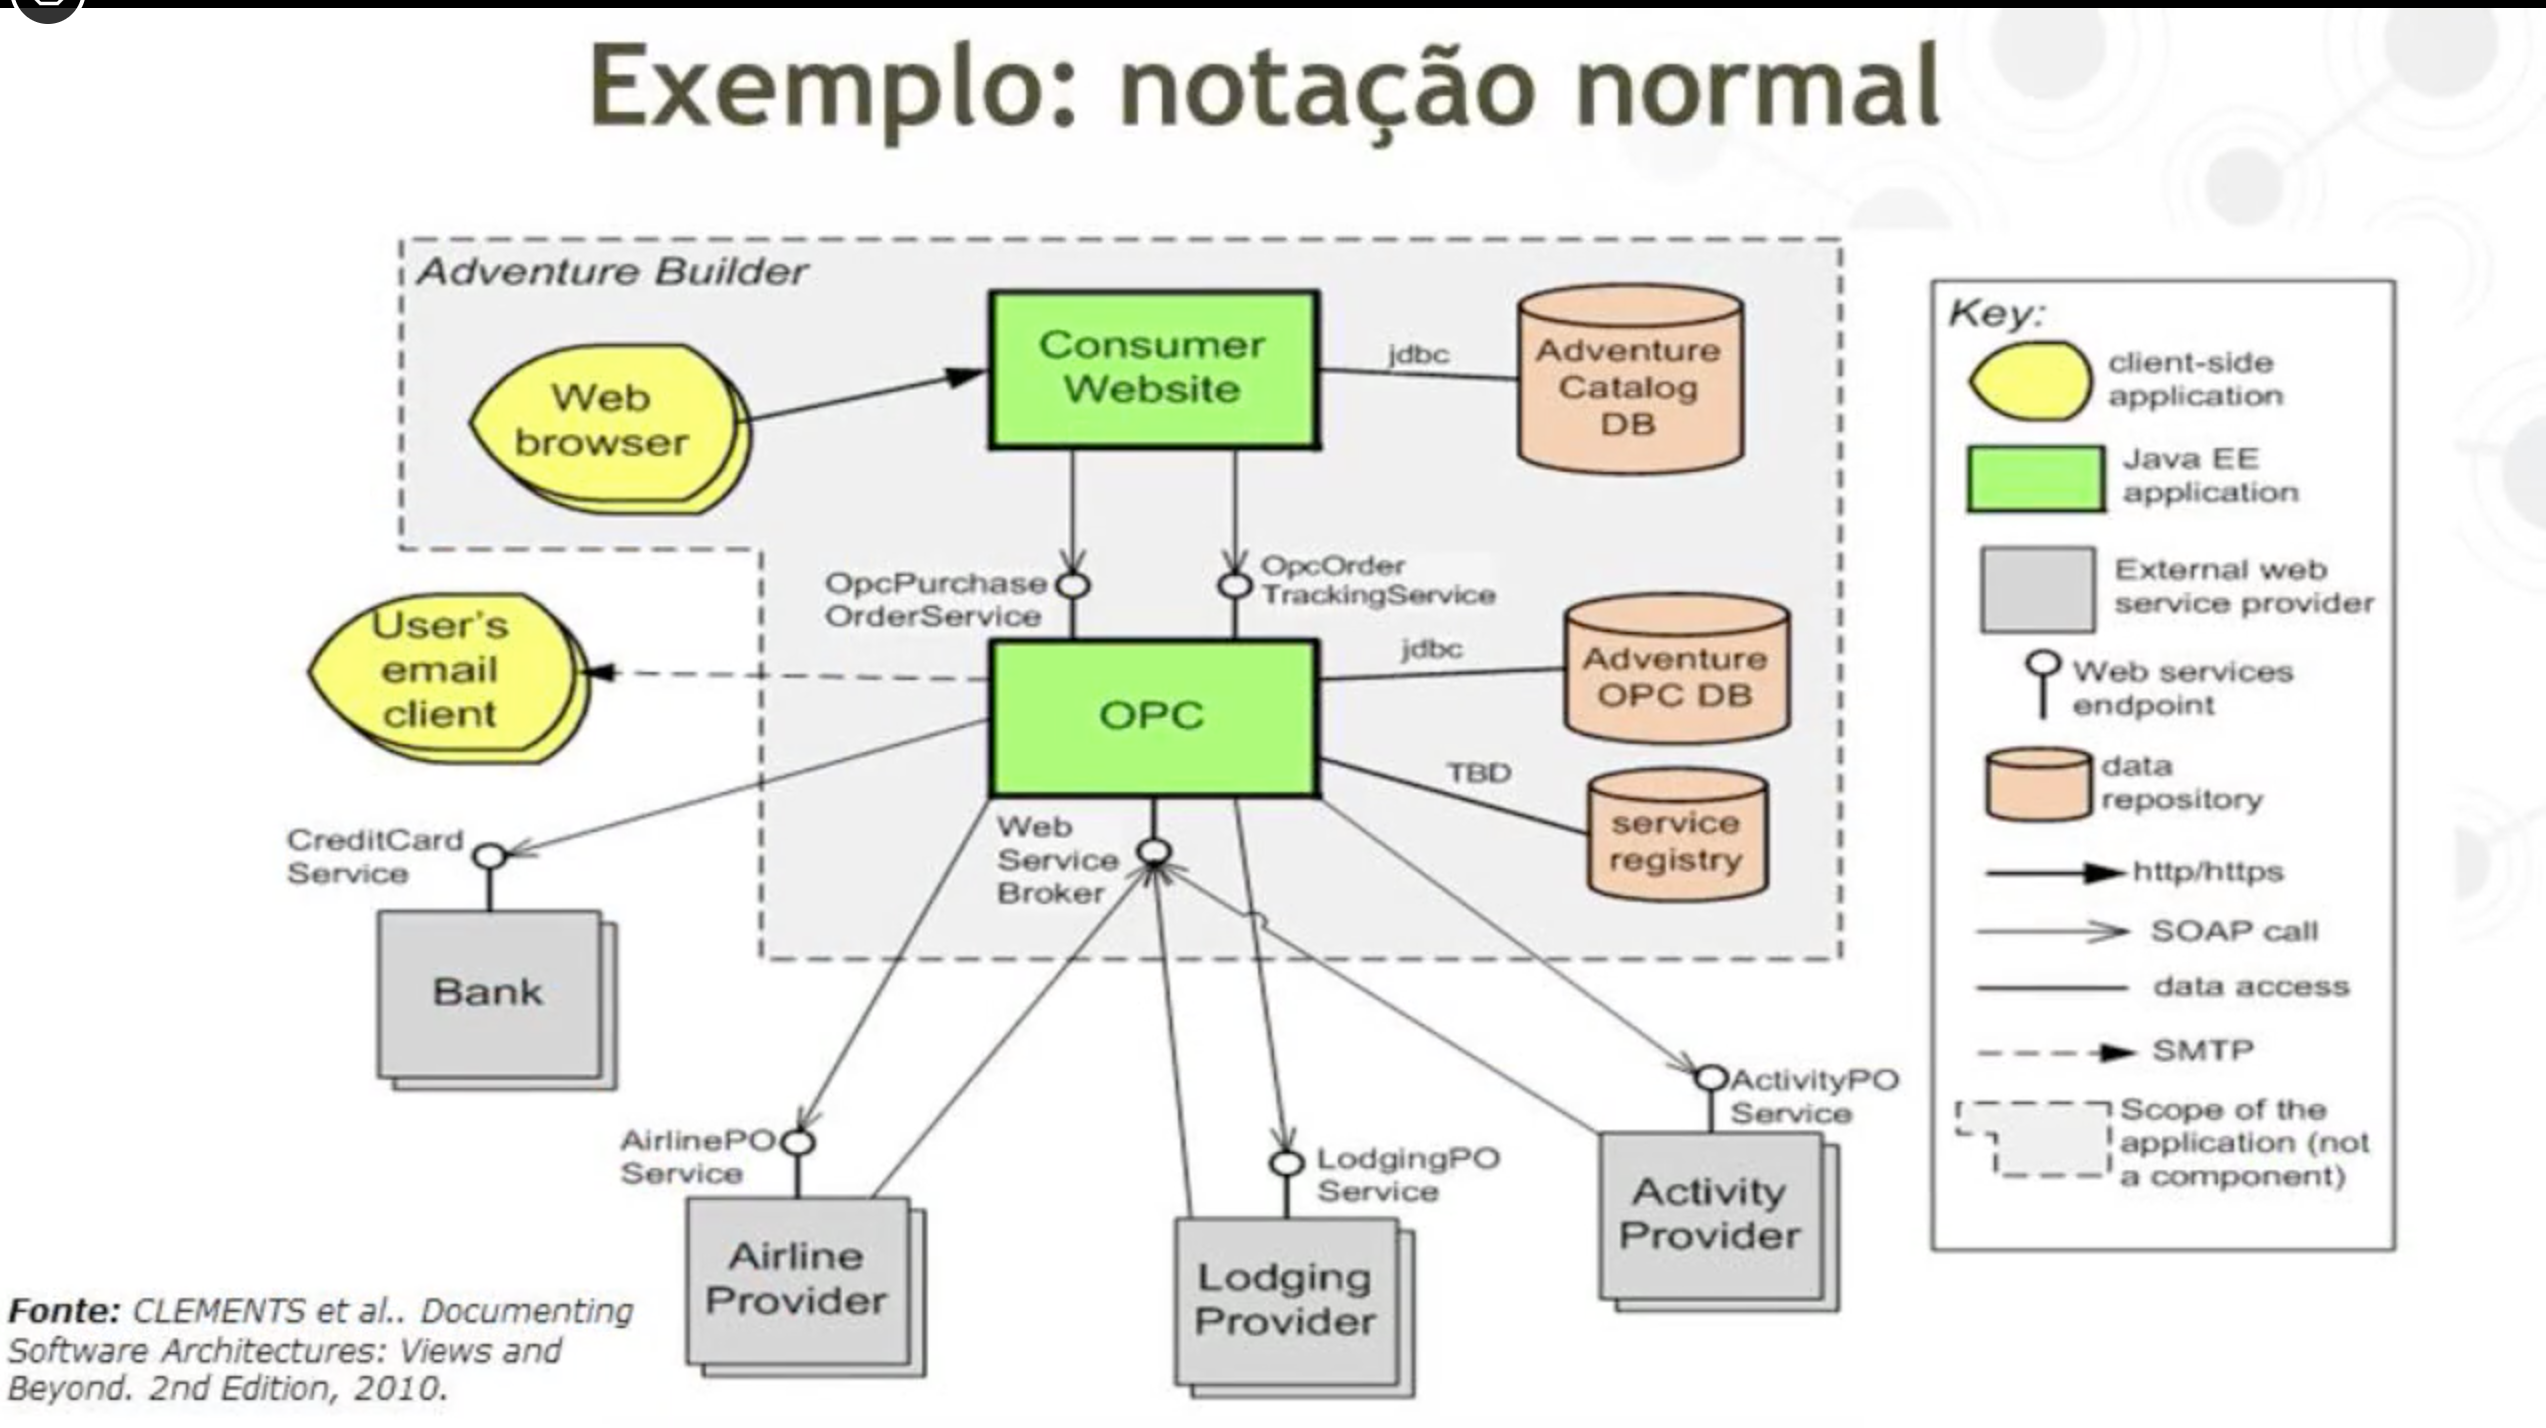 Exemplo: notação normal
Adventure Builder
Web
browser
Consumer
Website
jdbc
Adventure
Catalog
DB
OpcPurchase
OrderService
OpcOrder
TrackingService
User's
email
client
OPC
jdbc
Adventure
OPC DB
TBD
service
registry
CreditCard
Service
Web
Service
Broker
Bank
AirlinePO
Service
LodgingPO
Service
ActivityPO
Service
Airline
Provider
Lodging
Provider
Activity
Provider
Key:
client-side
application
Java EE
application
External web
service provider
Web services
endpoint
data
repository
http/https
SOAP call
data access
SMTP
Scope of the
application (not
a component)
Fonte: CLEMENTS et al.. Documenting
Software Architectures: Views and
Beyond. 2nd Edition, 2010.